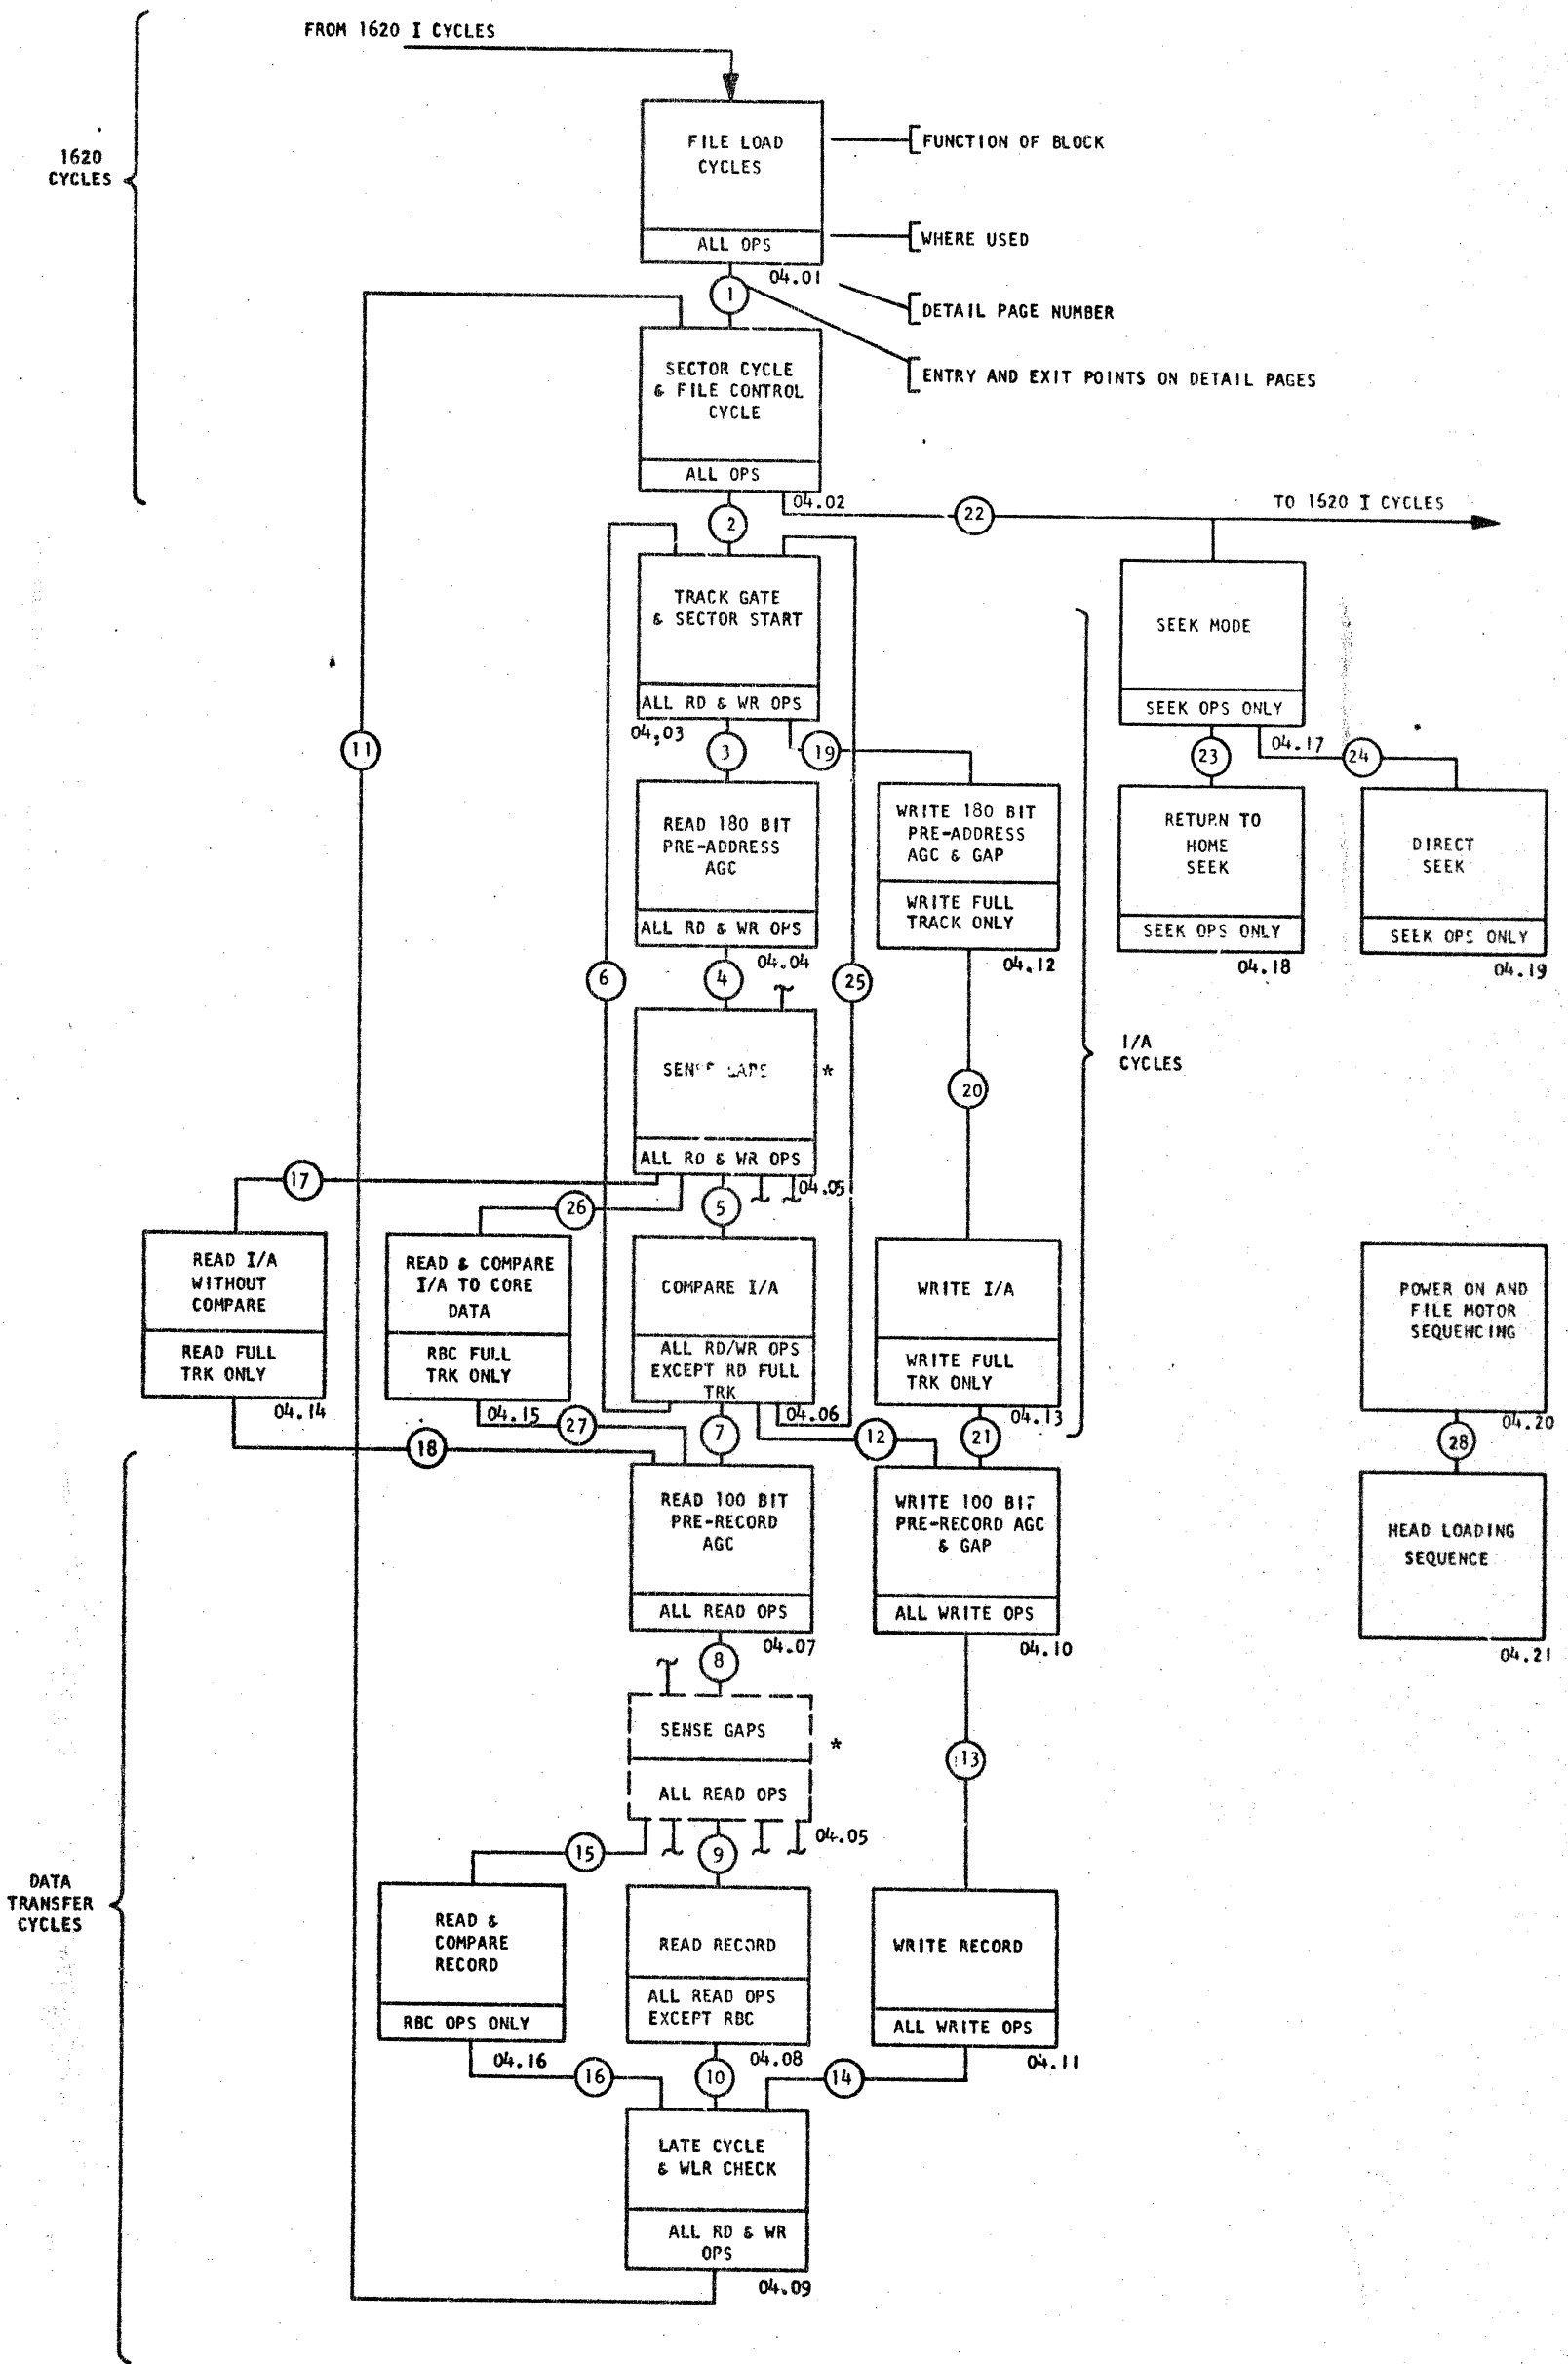 FROM 1620 I CYCLES
1620
CYCLES
FILE LOAD
CYCLES
ALL OPS
04.01
FUNCTION OF BLOCK
WHERE USED
DETAIL PAGE NUMBER
ENTRY AND EXIT POINTS ON DETAIL PAGES
1
SECTOR CYCLE
& FILE CONTROL
CYCLE
ALL OPS
04.02
2
22
TO 1620 I CYCLES
TRACK GATE
& SECTOR START
ALL RD & WR OPS
04.03
SEEK MODE
SEEK OPS ONLY
04.17
11
3
19
23
24
READ 180 BIT
PRE-ADDRESS
AGC
ALL RD & WR OPS
04.04
WRITE 180 BIT
PRE-ADDRESS
AGC & GAP
WRITE FULL
TRACK ONLY
04.12
RETURN TO
HOME
SEEK
SEEK OPS ONLY
04.18
DIRECT
SEEK
SEEK OPS ONLY
04.19
6
4
25
SENSE GAPS
*
ALL RD & WR OPS
04.05
20
I/A
CYCLES
17
26
5
READ I/A
WITHOUT
COMPARE
READ FULL
TRK ONLY
04.14
READ & COMPARE
I/A TO CORE
DATA
RBC FULL
TRK ONLY
04.15
COMPARE I/A
ALL RD/WR OPS
EXCEPT RD FULL
TRK
04.06
WRITE I/A
WRITE FULL
TRK ONLY
04.13
POWER ON AND
FILE MOTOR
SEQUENCING
04.20
18
27
7
12
21
28
READ 100 BIT
PRE-RECORD
AGC
ALL READ OPS
04.07
WRITE 100 BIT
PRE-RECORD AGC
& GAP
ALL WRITE OPS
04.10
HEAD LOADING
SEQUENCE
04.21
8
SENSE GAPS
*
ALL READ OPS
04.05
13
15
9
DATA
TRANSFER
CYCLES
READ &
COMPARE
RECORD
RBC OPS ONLY
04.16
READ RECORD
ALL READ OPS
EXCEPT RBC
04.08
WRITE RECORD
ALL WRITE OPS
04.11
16
10
14
LATE CYCLE
& WLR CHECK
ALL RD & WR
OPS
04.09